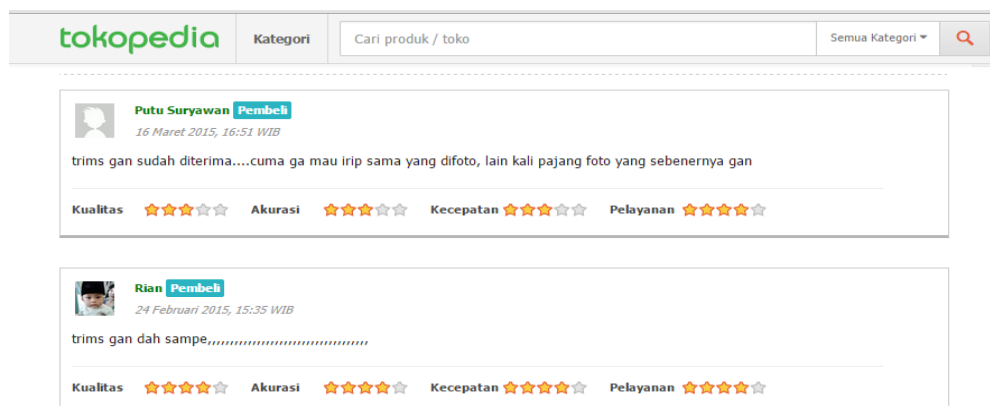 tokopedia Kategori Cari produk / toko Semua Kategori
Putu Suryawan Pembeli
16 Maret 2015, 16:51 WIB
trims gan sudah diterima....cuma ga mau irip sama yang difoto, lain kali pajang foto yang sebenernya gan
Kualitas Akurasi Kecepatan Pelayanan
Rian Pembeli
24 Februari 2015, 15:35 WIB
trims gan dah sampe,,,,,,,,,,,,,,,,,,,,,,,,,,,,,,,,,,,,
Kualitas Akurasi Kecepatan Pelayanan